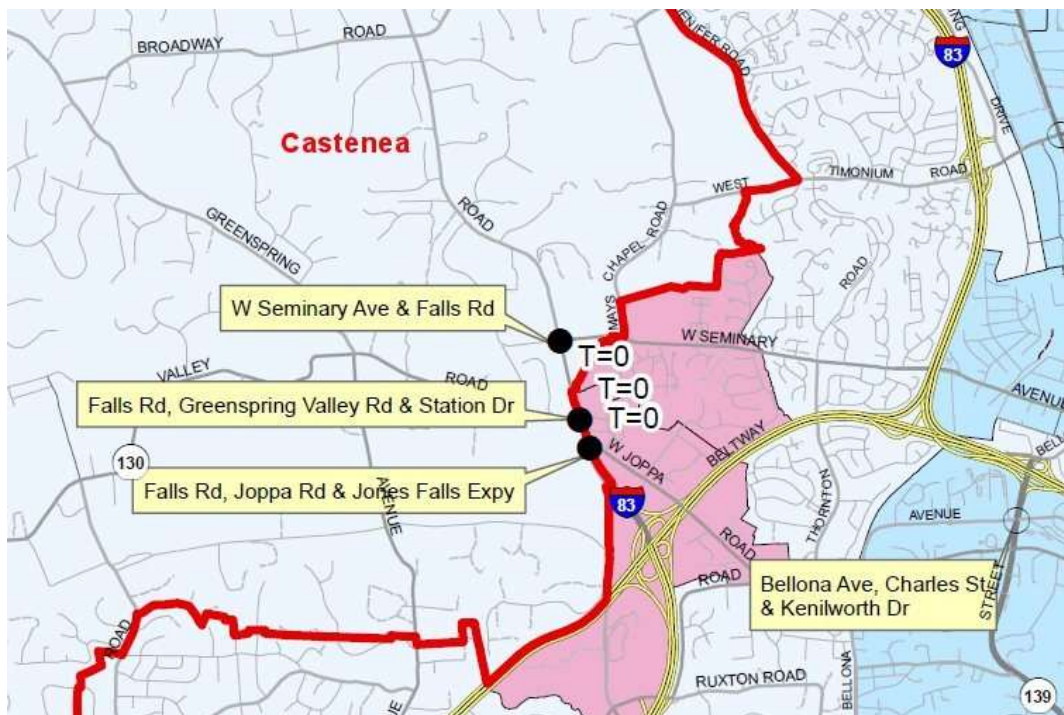 BROADWAY
ROAD
ENIFER ROAD
83
DRIVE
Castenea
WEST
TIMONIUM
ROAD
GREENSPRING
ROAD
CHAPEL ROAD
MAYS
ROAD
W Seminary Ave & Falls Rd
W SEMINARY
AVENUE
T=0
T=0
T=0
VALLEY
ROAD
Falls Rd, Greenspring Valley Rd & Station Dr
130
W JOPPA
BELTWAY
Falls Rd, Joppa Rd & Jones Falls Expy
AVENUE
83
ROAD
THORNTON
AVENUE
ROAD
Bellona Ave, Charles St
& Kenilworth Dr
STREET
ROAD
RUXTON ROAD
BELLONA
139